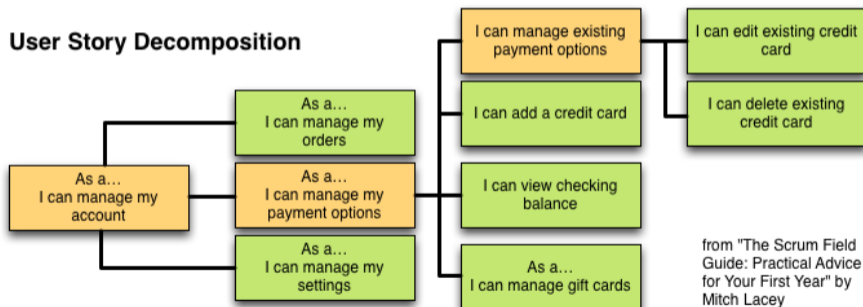 User Story Decomposition
As a...
I can manage my
account
As a...
I can manage my
orders
As a...
I can manage my
payment options
As a...
I can manage my
settings
I can manage existing
payment options
I can add a credit card
I can view checking
balance
As a...
I can manage gift cards
I can edit existing credit
card
I can delete existing
credit card
from "The Scrum Field
Guide: Practical Advice
for Your First Year" by
Mitch Lacey